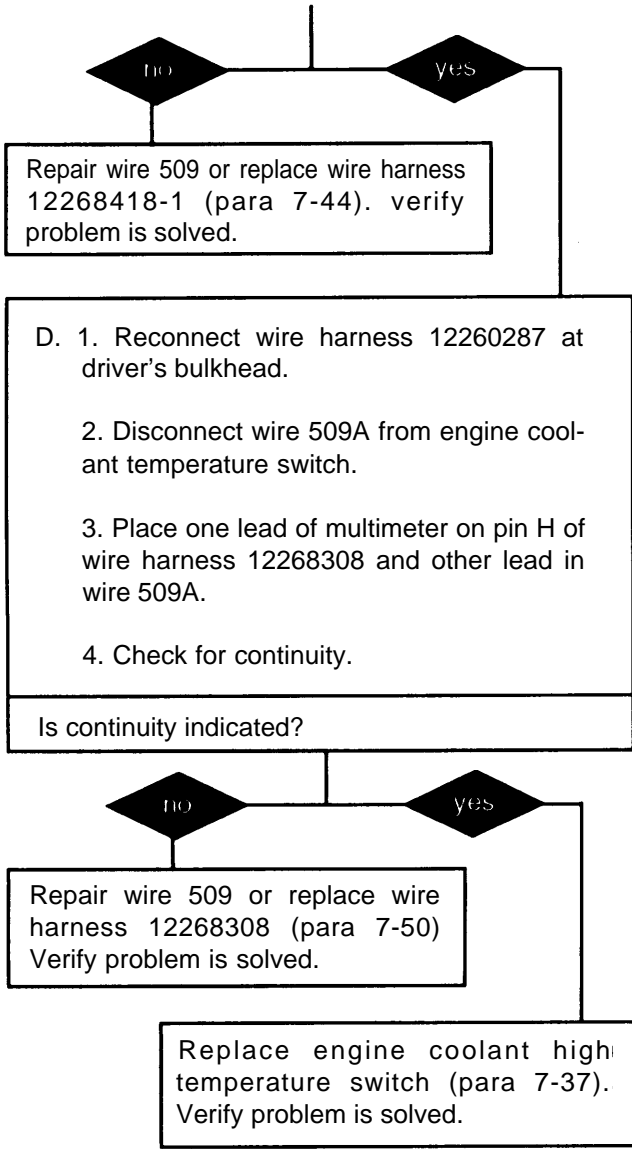 no
yes
Repair wire 509 or replace wire harness
12268418-1 (para 7-44). verify
problem is solved.
D. 1. Reconnect wire harness 12260287 at
driver's bulkhead.
2. Disconnect wire 509A from engine cool-
ant temperature switch.
3. Place one lead of multimeter on pin H of
wire harness 12268308 and other lead in
wire 509A.
4. Check for continuity.
Is continuity indicated?
no
yes
Repair wire 509 or replace wire
harness 12268308 (para 7-50)
Verify problem is solved.
Replace engine coolant high
temperature switch (para 7-37).
Verify problem is solved.